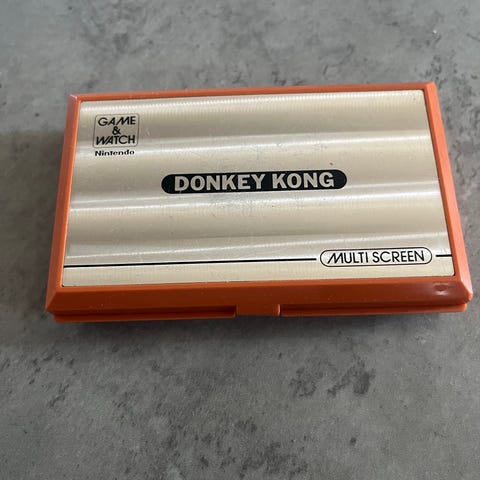 GAME
&
WATCH
Nintendo
DONKEY KONG
MULTI SCREEN